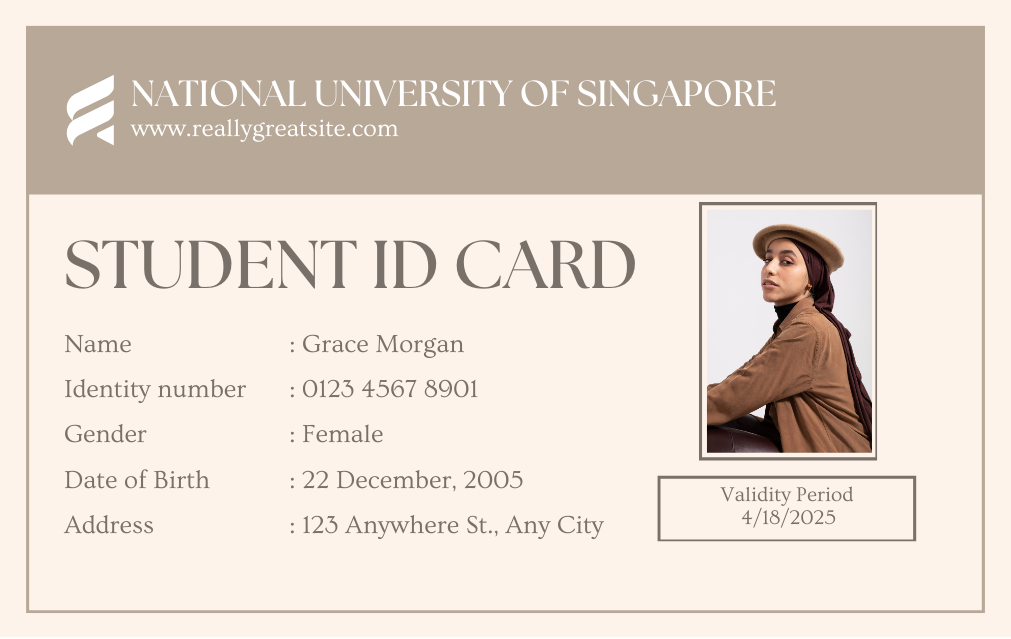 NATIONAL UNIVERSITY OF SINGAPORE
www.reallygreatsite.com
STUDENT ID CARD
Name : Grace Morgan
Identity number : 0123 4567 8901
Gender : Female
Date of Birth : 22 December, 2005
Address : 123 Anywhere St., Any City
Validity Period
4/18/2025